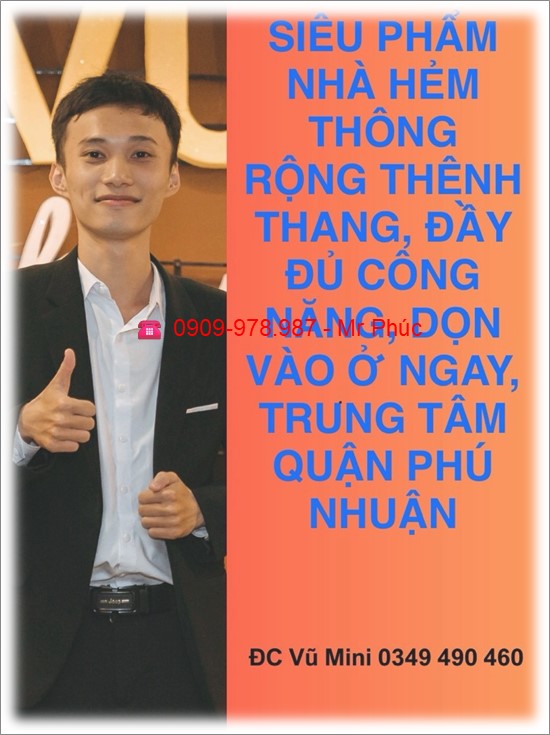 SIÊU PHẨM
NHÀ HẺM
THÔNG
RỘNG THÊNH
THANG, ĐẦY
ĐỦ CÔNG
NĂNG, DỌN
VÀO Ở NGAY,
TRUNG TÂM
QUẬN PHÚ
NHUẬN
☎ 0909-978.987 - Mr Phúc
ĐC Vũ Mini 0349 490 460